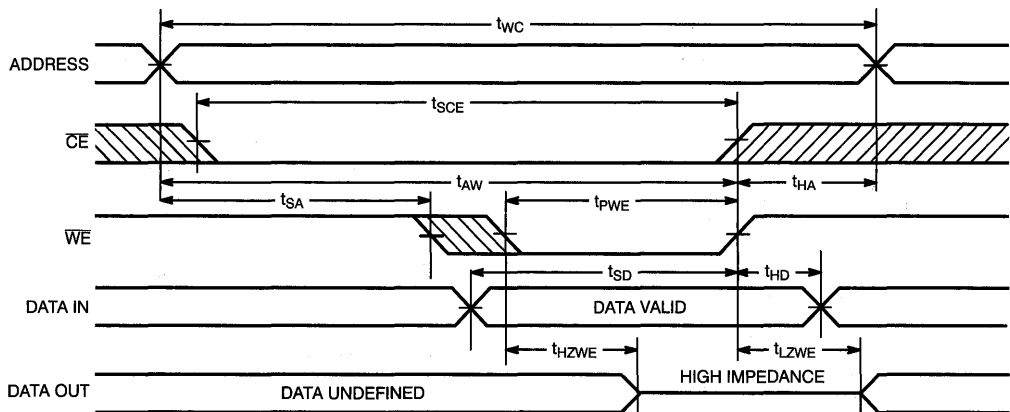 tWC
ADDRESS
tSCE
CE
tAW
tHA
tSA
tPWE
WE
tSD
tHD
DATA IN
DATA VALID
tHZWE
tLZWE
DATA OUT
DATA UNDEFINED
HIGH IMPEDANCE